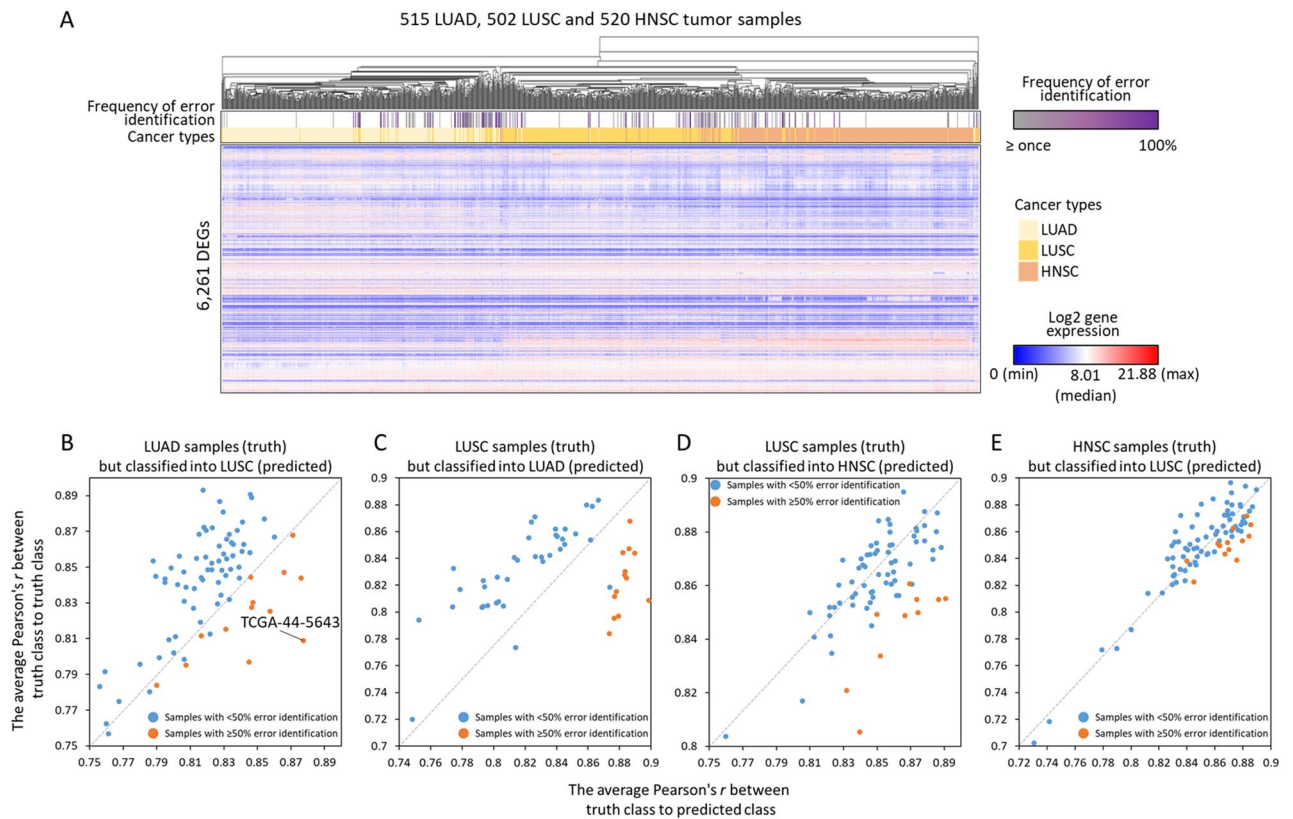 A
515 LUAD, 502 LUSC and 520 HNSC tumor samples
Frequency of error
identification
Cancer types
6,261 DEGs
Frequency of error
identification
≥ once 100%
Cancer types
LUAD
LUSC
HNSC
Log2 gene
expression
0 (min) 8.01 21.88 (max)
(median)
B
LUAD samples (truth)
but classified into LUSC (predicted)
0.89
0.87
0.85
0.83
0.81
0.79
0.77
0.75
TCGA-44-5643
Samples with <50% error identification
Samples with ≥50% error identification
0.75 0.77 0.79 0.81 0.83 0.85 0.87 0.89
The average Pearson's r between
truth class to truth class
C
LUSC samples (truth)
but classified into LUAD (predicted)
0.9
0.88
0.86
0.84
0.82
0.8
0.78
0.76
0.74
0.72
0.7
Samples with <50% error identification
Samples with ≥50% error identification
0.74 0.76 0.78 0.8 0.82 0.84 0.86 0.88 0.9
D
LUSC samples (truth)
but classified into HNSC (predicted)
Samples with <50% error identification
Samples with ≥50% error identification
0.90
0.88
0.86
0.84
0.82
0.8
0.75 0.77 0.79 0.81 0.83 0.85 0.87 0.89
E
HNSC samples (truth)
but classified into LUSC (predicted)
0.9
0.88
0.86
0.84
0.82
0.8
0.78
0.76
0.74
0.72
0.7
Samples with <50% error identification
Samples with ≥50% error identification
0.72 0.74 0.76 0.78 0.8 0.82 0.84 0.86 0.88 0.9
The average Pearson's r between
truth class to predicted class